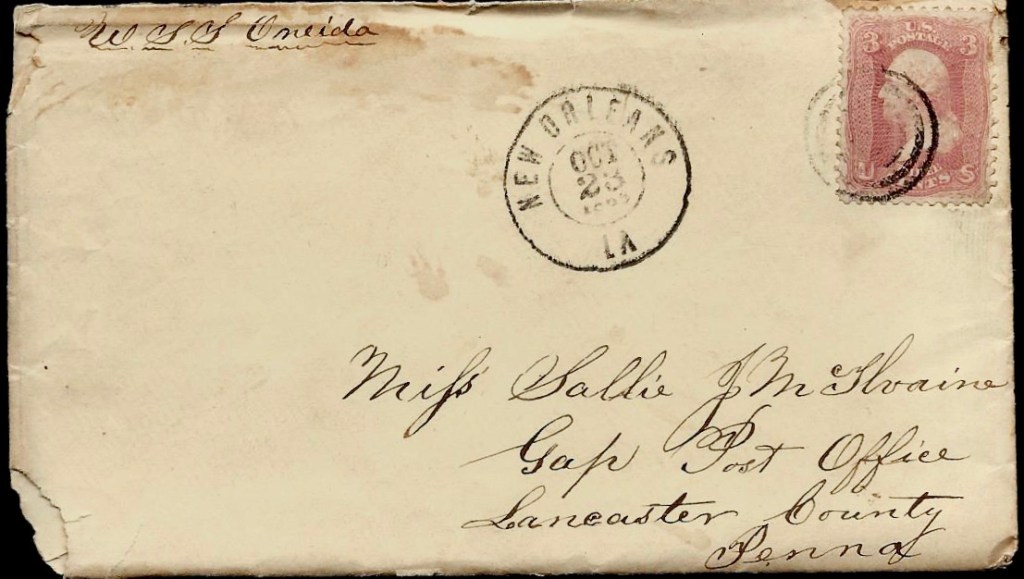 U.S.S Oneida
3 U.S. POSTAGE 3
NEW ORLEANS
OCT
23
LA
U S
Miss Sallie J McIlvaine
Gap Post Office
Lancaster County
Penna